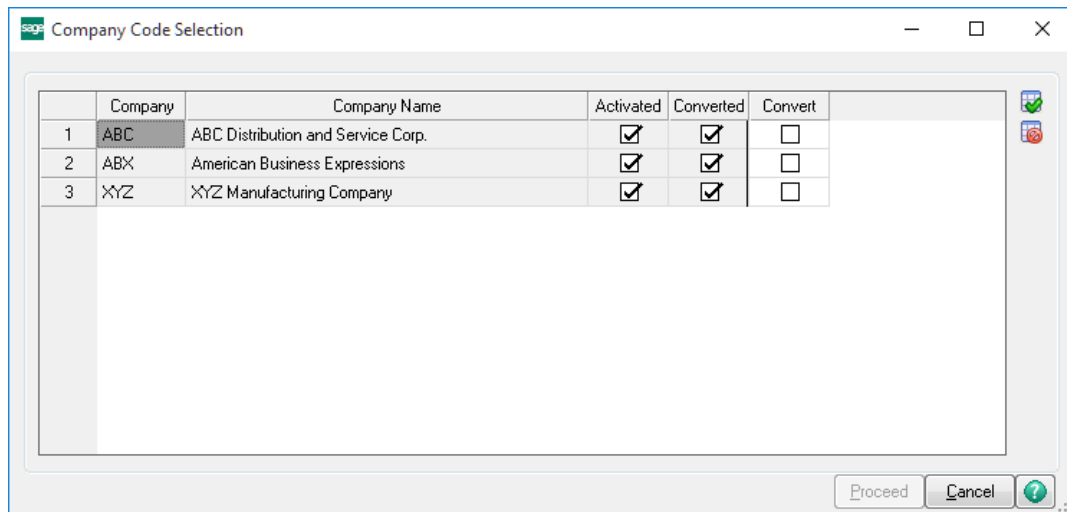 sage Company Code Selection
Company Company Name Activated Converted Convert
1 ABC ABC Distribution and Service Corp.
2 ABX American Business Expressions
3 XYZ XYZ Manufacturing Company
Proceed Cancel ?